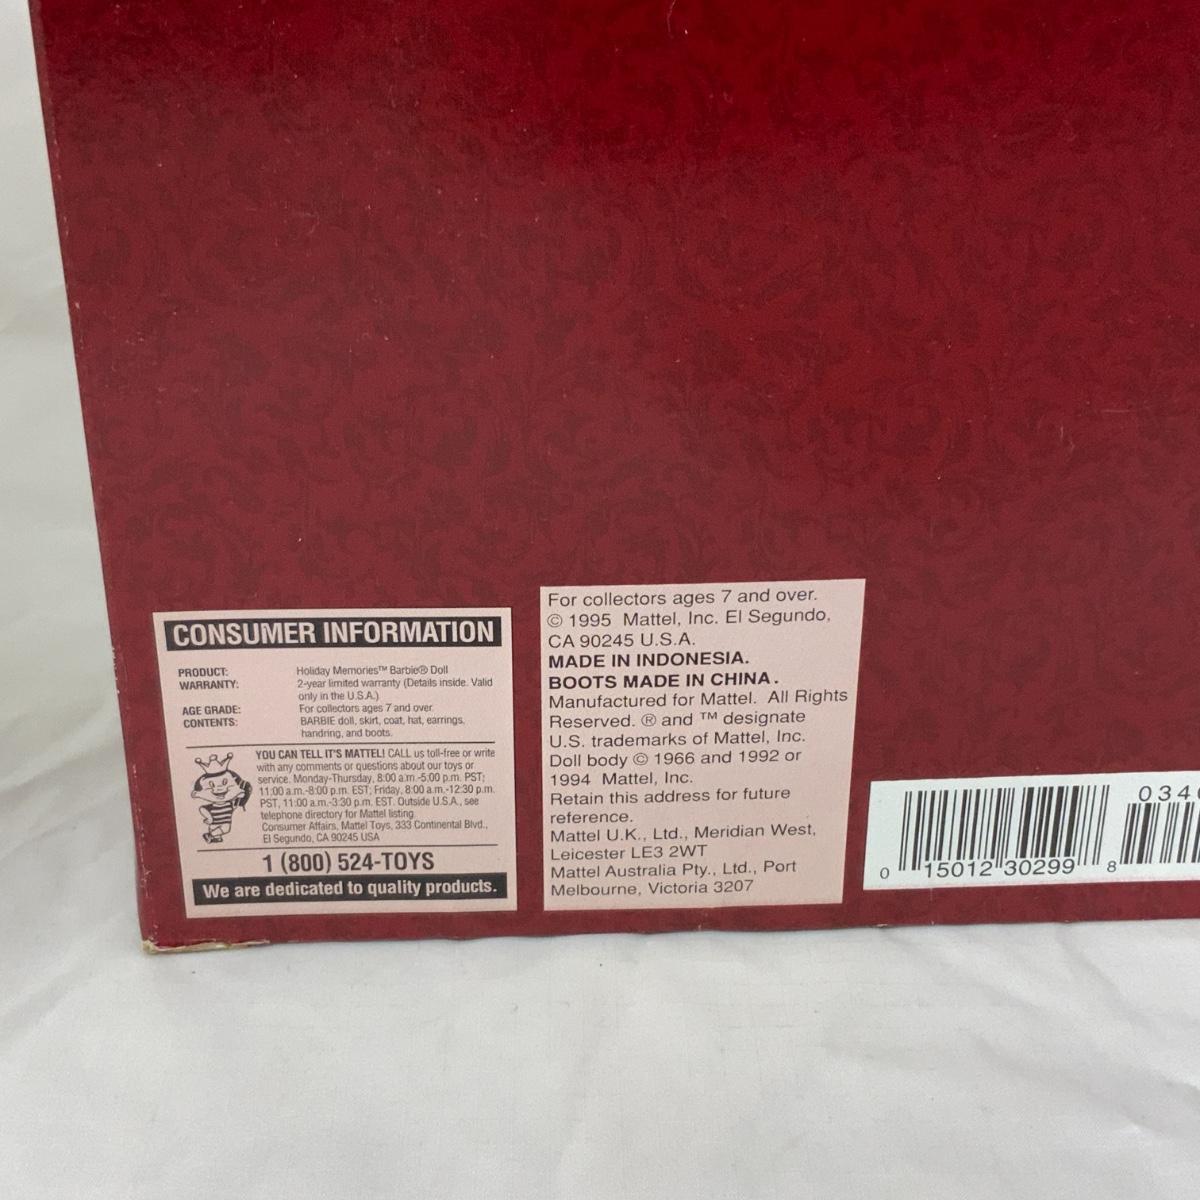 CONSUMER INFORMATION
PRODUCT: Holiday Memories™ Barbie® Doll
WARRANTY: 2-year limited warranty (Details inside. Valid
only in the U.S.A.)
AGE GRADE: For collectors ages 7 and over.
CONTENTS: BARBIE doll, skirt, coat, hat, earrings,
handring, and boots.
YOU CAN TELL IT'S MATTEL! CALL us toll-free or write
with any comments or questions about our toys or
service. Monday-Thursday, 8:00 a.m.-5:00 p.m. PST;
11:00 a.m.-8:00 p.m. EST; Friday, 8:00 a.m.-12:30 p.m.
PST, 11:00 a.m.-3:30 p.m. EST. Outside U.S.A., see
telephone directory for Mattel listing.
Consumer Affairs, Mattel Toys, 333 Continental Blvd.,
El Segundo, CA 90245 USA
1 (800) 524-TOYS
We are dedicated to quality products.
For collectors ages 7 and over.
© 1995 Mattel, Inc. El Segundo,
CA 90245 U.S.A.
MADE IN INDONESIA.
BOOTS MADE IN CHINA.
Manufactured for Mattel. All Rights
Reserved. ® and ™ designate
U.S. trademarks of Mattel, Inc.
Doll body © 1966 and 1992 or
1994 Mattel, Inc.
Retain this address for future
reference.
Mattel U.K., Ltd., Meridian West,
Leicester LE3 2WT
Mattel Australia Pty., Ltd., Port
Melbourne, Victoria 3207
034
0 15012 30299 8